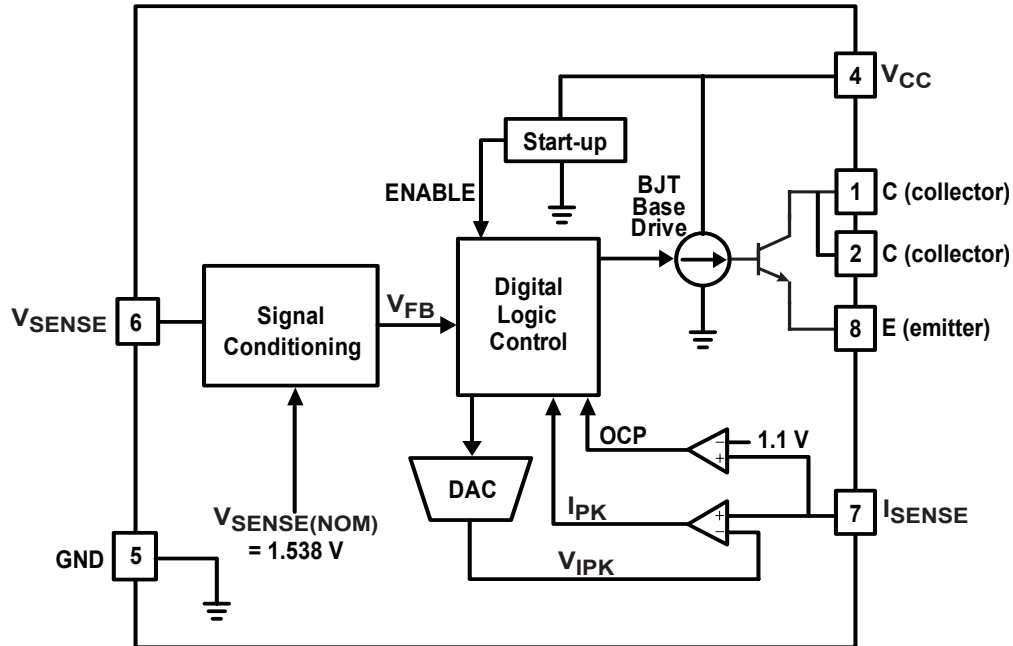 4
VCC
Start-up
ENABLE
BJT
Base
Drive
1
C (collector)
2
C (collector)
8
E (emitter)
VSENSE
6
Signal
Conditioning
VFB
Digital
Logic
Control
OCP
−
+
1.1 V
DAC
IPK
+
−
7
ISENSE
VSENSE(NOM)
= 1.538 V
VIPK
GND
5